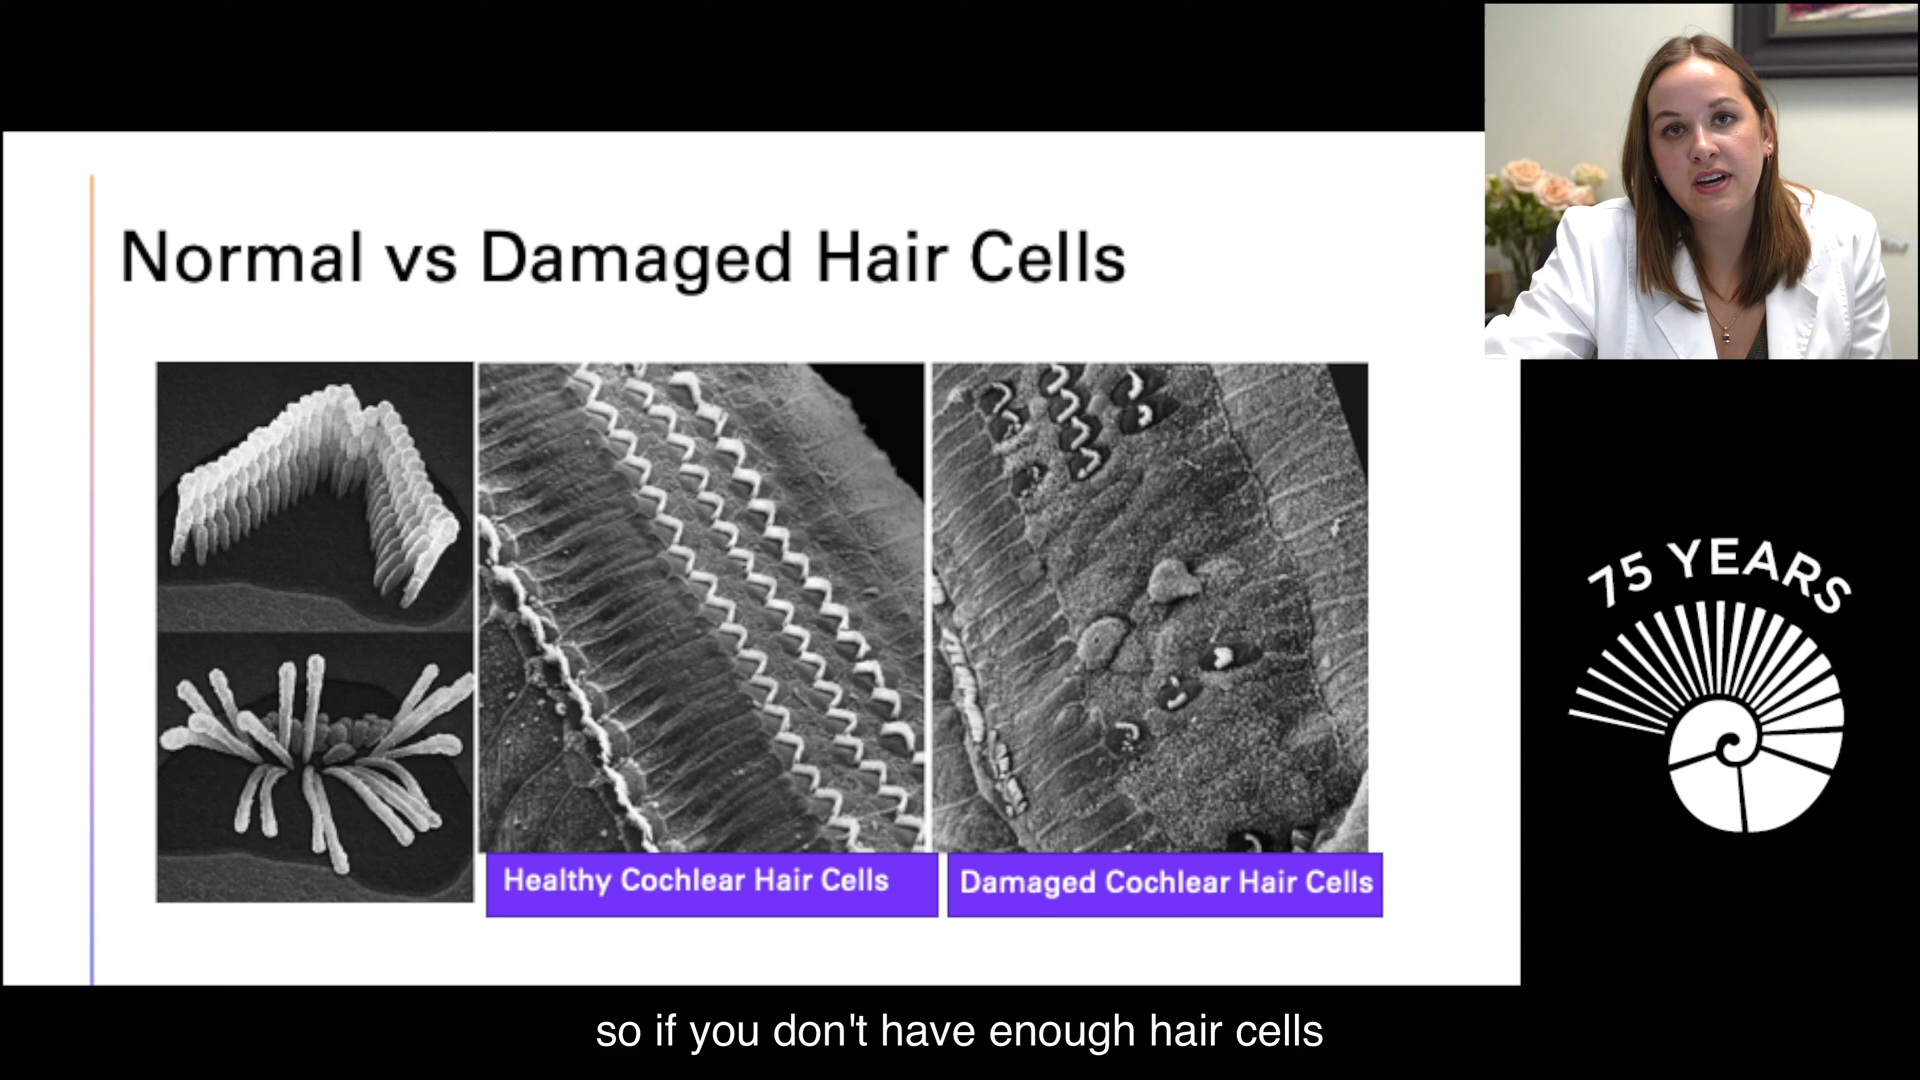 Normal vs Damaged Hair Cells
Healthy Cochlear Hair Cells
Damaged Cochlear Hair Cells
75 YEARS
so if you don't have enough hair cells